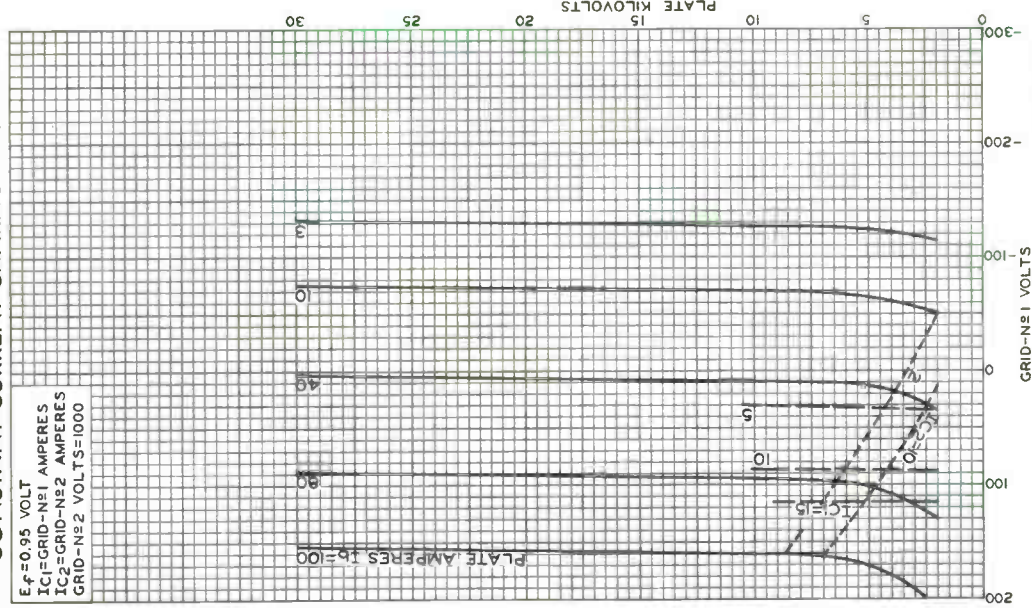 Ef=0.95 VOLT
IC1=GRID-Nº1 AMPERES
IC2=GRID-Nº2 AMPERES
GRID-Nº2 VOLTS=1000
PLATE KILOVOLTS
30 25 20 15 10 5 0
-300
-200
3
-100
10
GRID-Nº1 VOLTS
0
40
2
5
IC2=10
10
80
100
IC1=15
PLATE AMPERES Ib=100
200